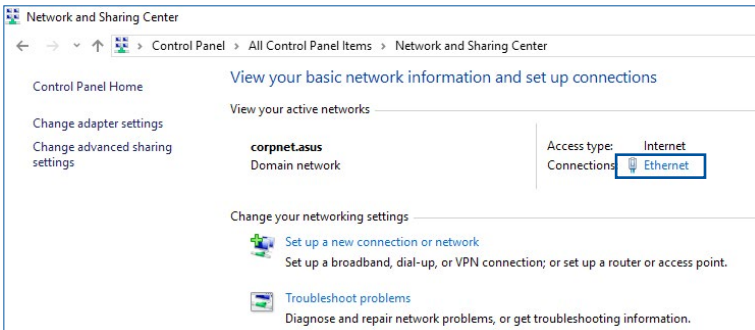 Network and Sharing Center
Control Panel > All Control Panel Items > Network and Sharing Center
Control Panel Home
Change adapter settings
Change advanced sharing
settings
View your basic network information and set up connections
View your active networks
corpnet.asus
Domain network
Access type: Internet
Connections Ethernet
Change your networking settings
Set up a new connection or network
Set up a broadband, dial-up, or VPN connection; or set up a router or access point.
Troubleshoot problems
Diagnose and repair network problems, or get troubleshooting information.